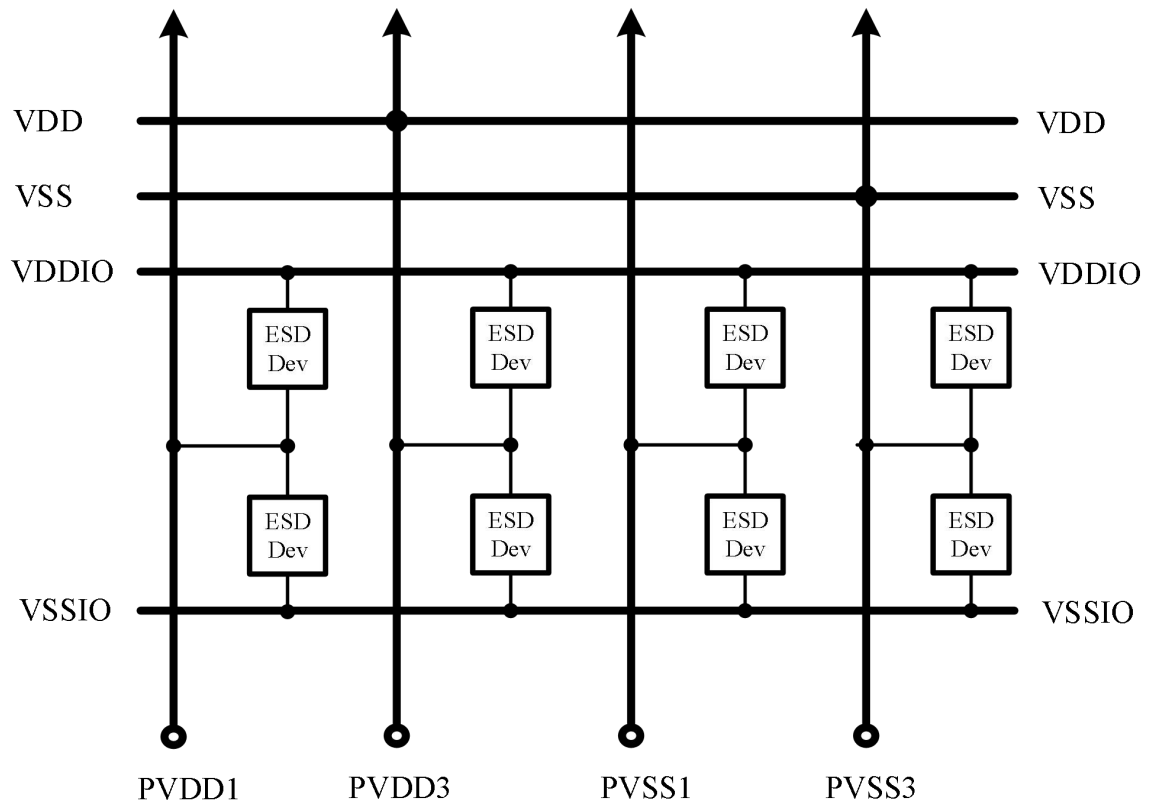 VDD VDD
VSS VSS
VDDIO VDDIO
ESD ESD ESD ESD
Dev Dev Dev Dev
ESD ESD ESD ESD
Dev Dev Dev Dev
VSSIO VSSIO
PVDD1 PVDD3 PVSS1 PVSS3